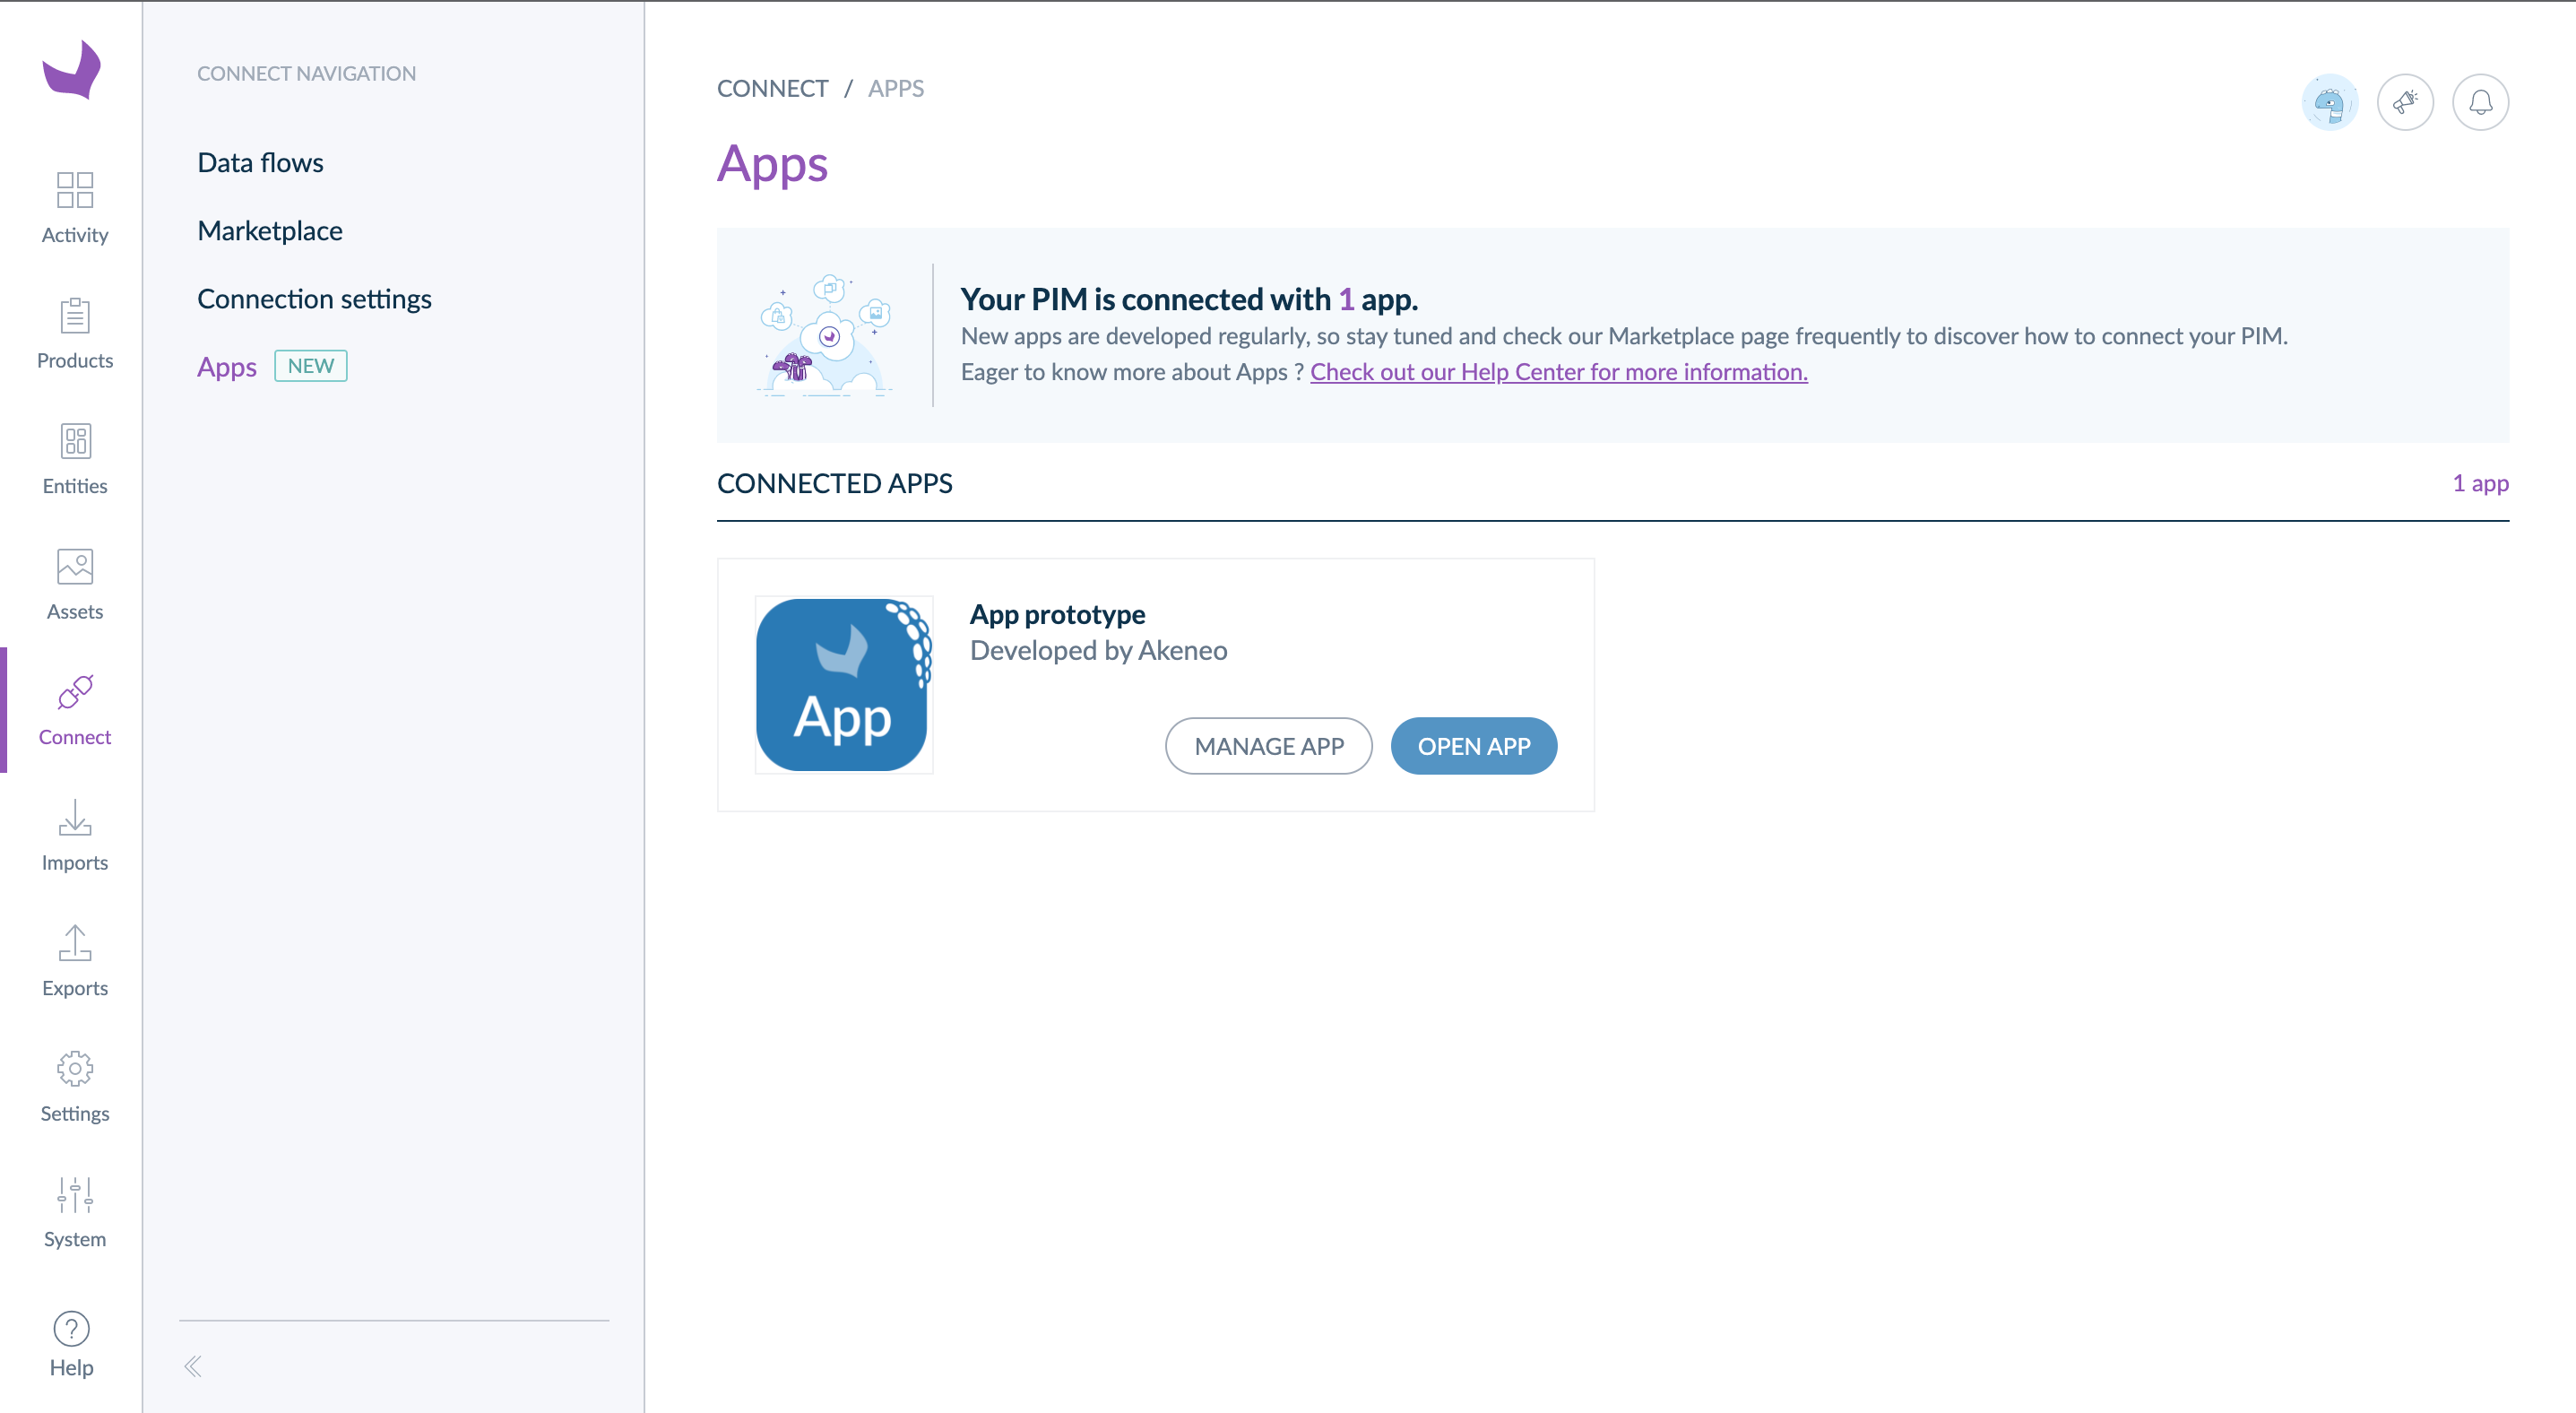 Activity
Products
Entities
Assets
Connect
Imports
Exports
Settings
System
Help
CONNECT NAVIGATION
Data flows
Marketplace
Connection settings
Apps NEW
CONNECT / APPS
Apps
Your PIM is connected with 1 app.
New apps are developed regularly, so stay tuned and check our Marketplace page frequently to discover how to connect your PIM.
Eager to know more about Apps ? Check out our Help Center for more information.
CONNECTED APPS 1 app
App
App prototype
Developed by Akeneo
MANAGE APP OPEN APP